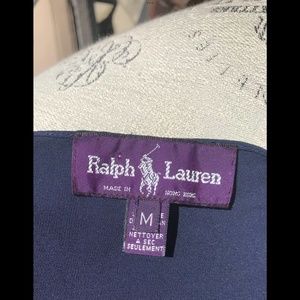 Ralph Lauren
MADE IN HONG KONG
M
NETTOYER
A SEC
SEULEMENT